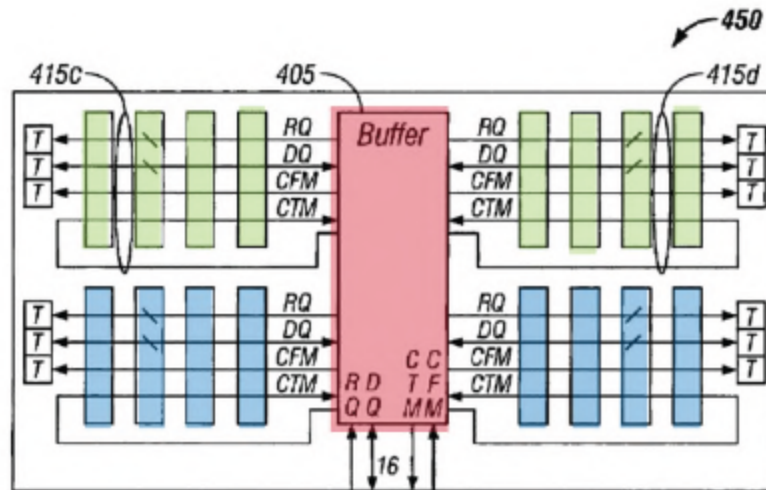 450
415c 405 415d
T RQ Buffer RQ T
T DQ DQ T
T CFM CFM T
CTM CTM
T RQ RQ T
T DQ DQ T
T CFM C C CFM T
CTM R D T F CTM
Q Q M M
16